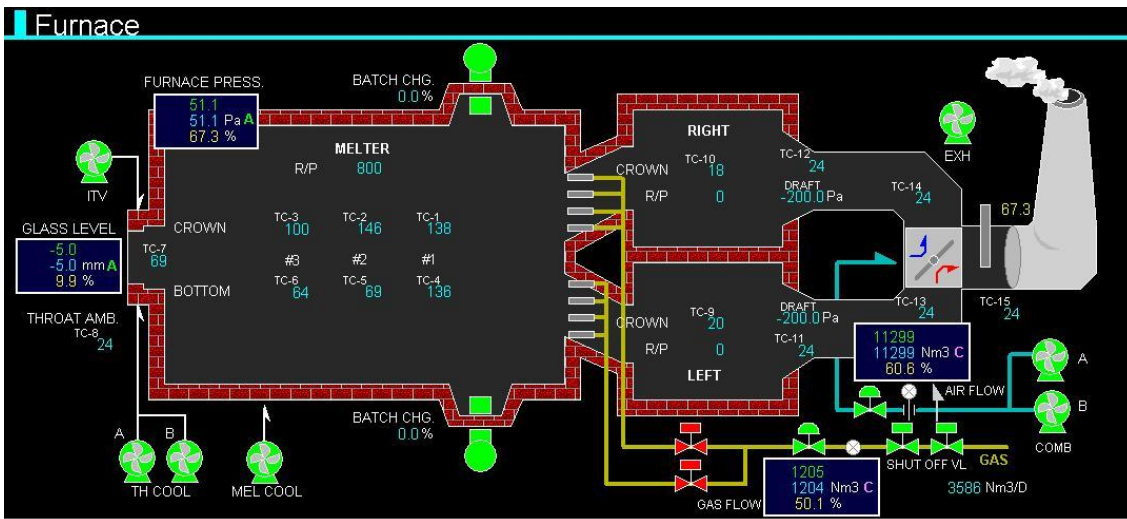 Furnace
FURNACE PRESS.
51.1
51.1 Pa A
67.3 %
BATCH CHG.
0.0 %
MELTER
R/P 800
ITV
GLASS LEVEL
-5.0
-5.0 mm A
9.9 %
THROAT AMB.
TC-8
24
TC-7
69
CROWN
TC-3
100
TC-2
146
TC-1
138
#3 #2 #1
BOTTOM
TC-6
64
TC-5
69
TC-4
136
BATCH CHG.
0.0 %
A B
TH COOL
MEL COOL
RIGHT
CROWN
TC-10
18
R/P 0
TC-12
24
DRAFT
-200.0 Pa
TC-14
24
EXH
67.3
CROWN
TC-9
20
R/P 0
LEFT
DRAFT
-200.0 Pa
TC-11
24
TC-13
24
TC-15
24
11299
11299 Nm3 C
60.6 %
AIR FLOW
A
B
COMB
SHUT OFF VL
GAS
3586 Nm3/D
GAS FLOW
1205
1204 Nm3 C
50.1 %